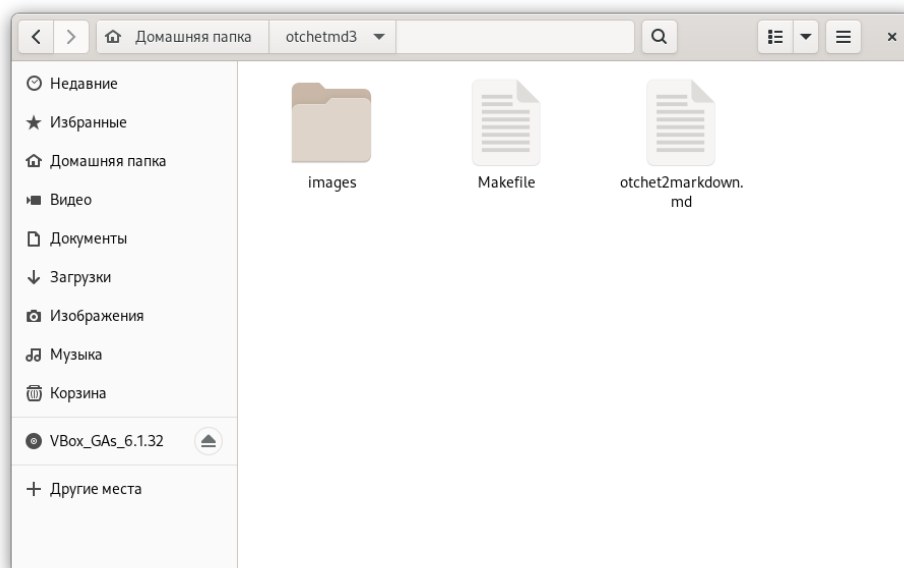 Домашняя папка
otchetmd3
Недавние
Избранные
Домашняя папка
Видео
Документы
Загрузки
Изображения
Музыка
Корзина
VBox_GAs_6.1.32
Другие места
images
Makefile
otchet2markdown.
md